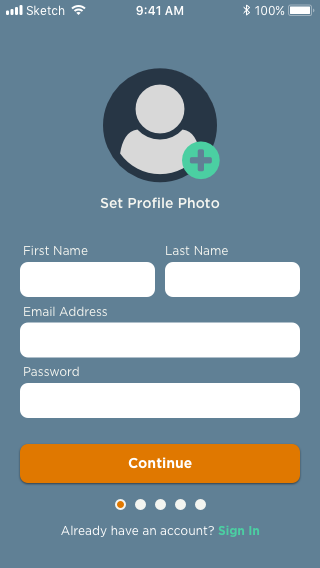 Sketch 9:41 AM 100%
Set Profile Photo
First Name Last Name
Email Address
Password
Continue
Already have an account? Sign In